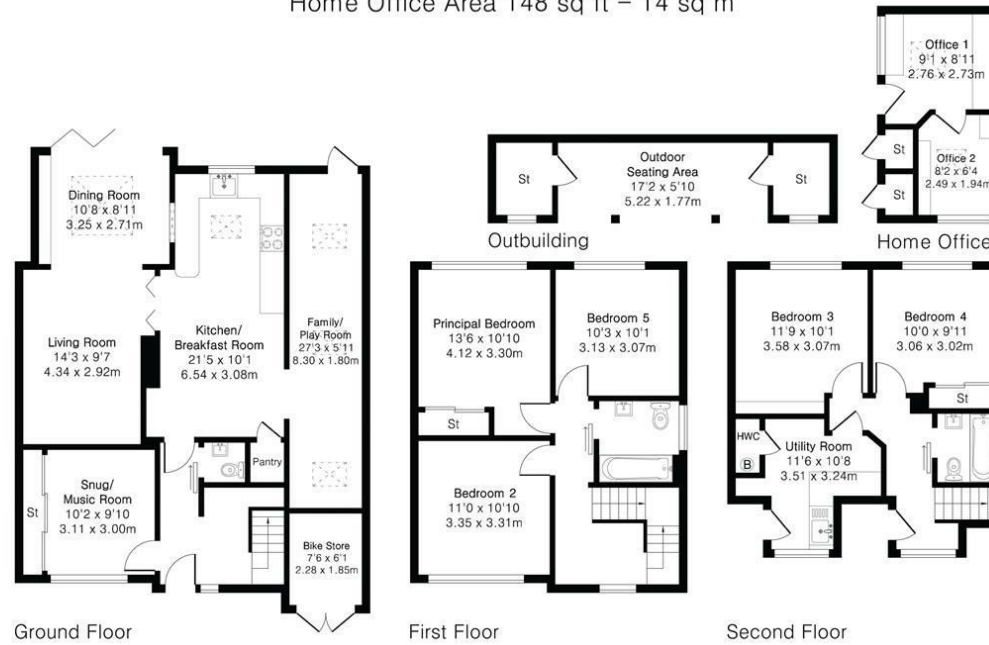 Home Office Area 148 sq ft – 14 sq m
Office 1
9'1 x 8'11
2.76 x 2.73m
St
Office 2
8'2 x 6'4
2.49 x 1.94m
St
Home Office
St
Outdoor
Seating Area
17'2 x 5'10
5.22 x 1.77m
St
Outbuilding
Dining Room
10'8 x 8'11
3.25 x 2.71m
Living Room
14'3 x 9'7
4.34 x 2.92m
Kitchen/
Breakfast Room
21'5 x 10'1
6.54 x 3.08m
Family/
Play Room
27'3 x 5'11
8.30 x 1.80m
Pantry
Snug/
Music Room
10'2 x 9'10
3.11 x 3.00m
St
Bike Store
7'6 x 6'1
2.28 x 1.85m
Ground Floor
Principal Bedroom
13'6 x 10'10
4.12 x 3.30m
St
Bedroom 5
10'3 x 10'1
3.13 x 3.07m
Bedroom 2
11'0 x 10'10
3.35 x 3.31m
First Floor
Bedroom 3
11'9 x 10'1
3.58 x 3.07m
Bedroom 4
10'0 x 9'11
3.06 x 3.02m
St
HWC
B
Utility Room
11'6 x 10'8
3.51 x 3.24m
Second Floor